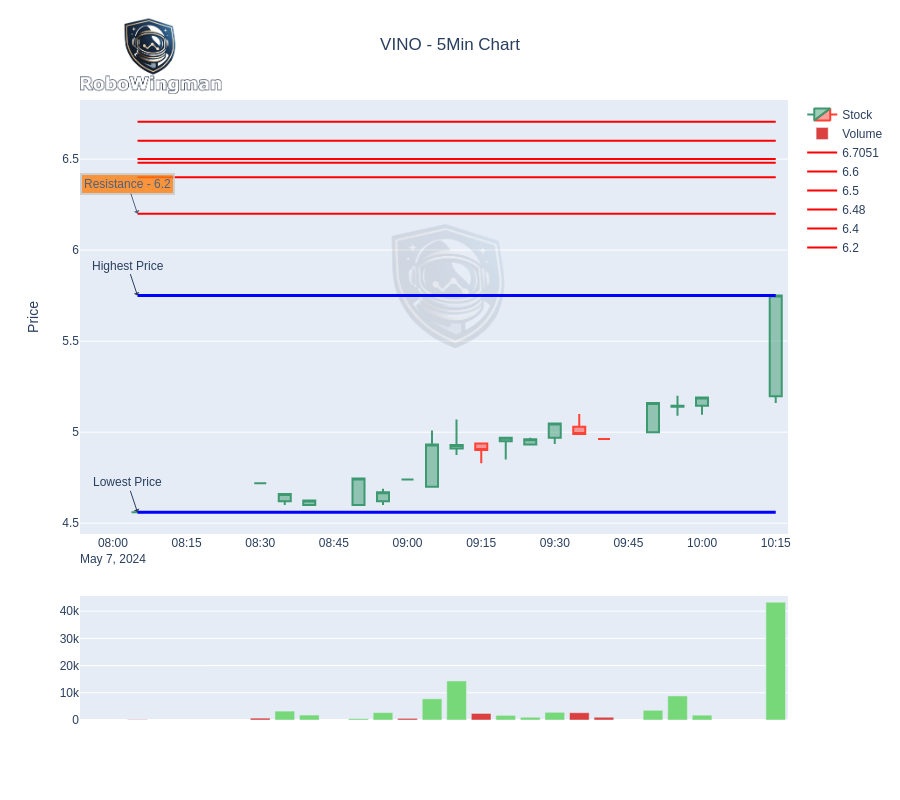 VINO - 5Min Chart
RoboWingman
Stock
Volume
6.7051
6.6
6.5
6.48
6.4
6.2
Price
6.5
6
5.5
5
4.5
Resistance - 6.2
Highest Price
Lowest Price
08:00 08:15 08:30 08:45 09:00 09:15 09:30 09:45 10:00 10:15
May 7, 2024
40k
30k
20k
10k
0